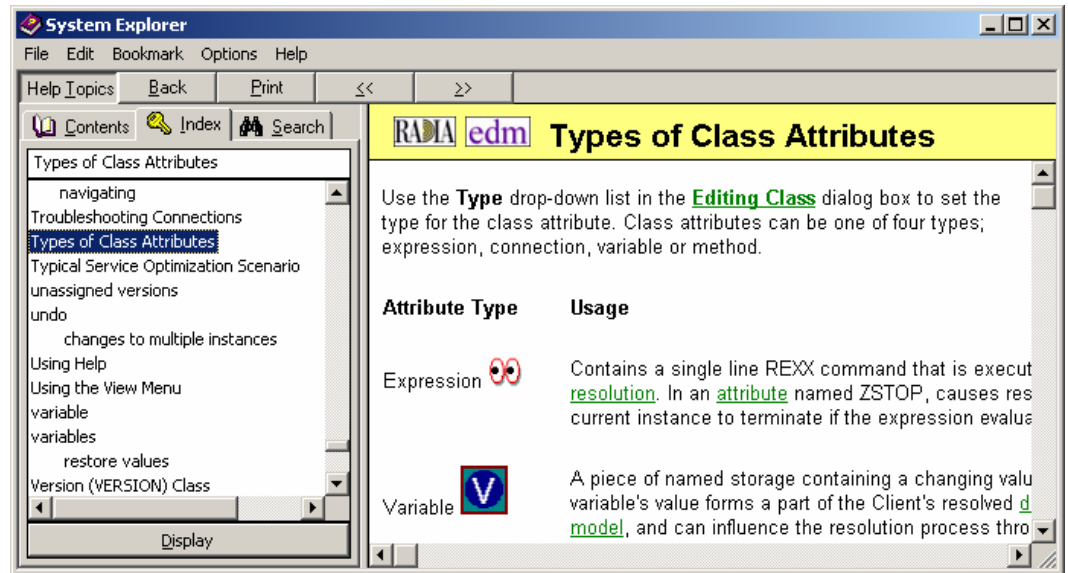 System Explorer
File Edit Bookmark Options Help
Help Topics Back Print << >>
Contents Index Search
Types of Class Attributes
navigating
Troubleshooting Connections
Types of Class Attributes
Typical Service Optimization Scenario
unassigned versions
undo
changes to multiple instances
Using Help
Using the View Menu
variable
variables
restore values
Version (VERSION) Class
Display
RADIA edm Types of Class Attributes
Use the Type drop-down list in the Editing Class dialog box to set the
type for the class attribute. Class attributes can be one of four types;
expression, connection, variable or method.
Attribute Type Usage
Expression
Contains a single line REXX command that is execut
resolution. In an attribute named ZSTOP, causes res
current instance to terminate if the expression evalua
Variable
V
A piece of named storage containing a changing valu
variable's value forms a part of the Client's resolved d
model, and can influence the resolution process thro